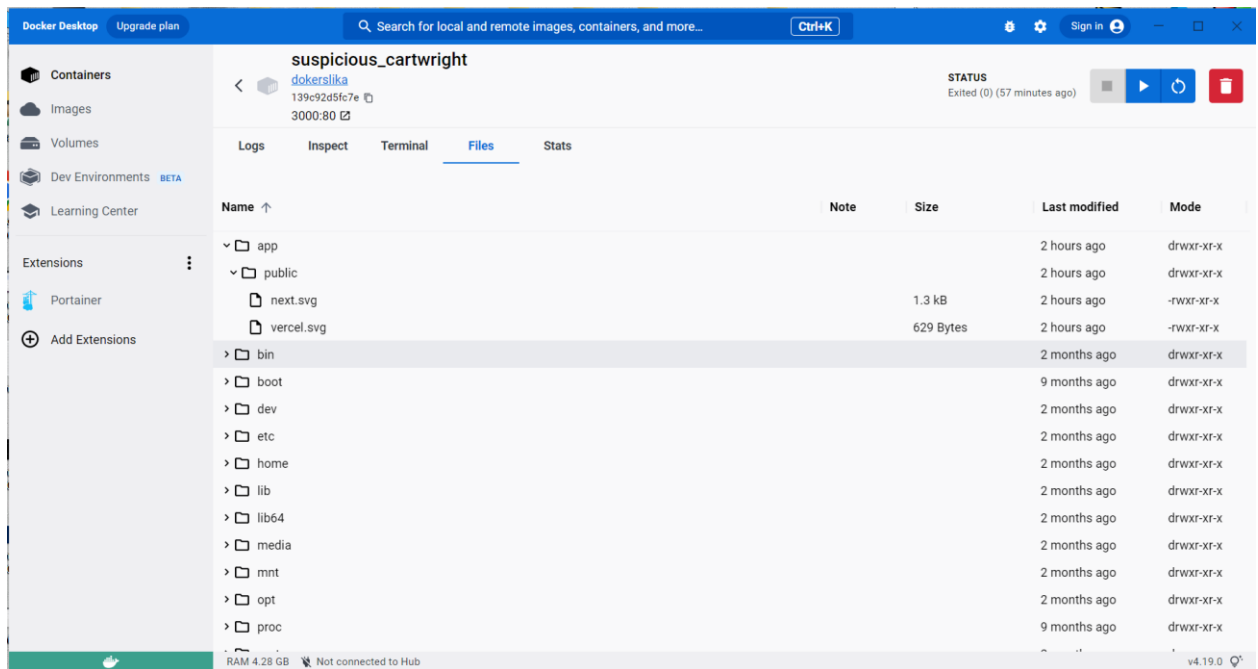 Docker Desktop Upgrade plan Search for local and remote images, containers, and more... Ctrl+K Sign in
Containers
Images
Volumes
Dev Environments BETA
Learning Center
Extensions
Portainer
Add Extensions
suspicious_cartwright
dokerslika
139c92d5fc7e
3000:80
STATUS
Exited (0) (57 minutes ago)
Logs Inspect Terminal Files Stats
Name Note Size Last modified Mode
app 2 hours ago drwxr-xr-x
public 2 hours ago drwxr-xr-x
next.svg 1.3 kB 2 hours ago -rwxr-xr-x
vercel.svg 629 Bytes 2 hours ago -rwxr-xr-x
bin 2 months ago drwxr-xr-x
boot 9 months ago drwxr-xr-x
dev 2 months ago drwxr-xr-x
etc 2 months ago drwxr-xr-x
home 2 months ago drwxr-xr-x
lib 2 months ago drwxr-xr-x
lib64 2 months ago drwxr-xr-x
media 2 months ago drwxr-xr-x
mnt 2 months ago drwxr-xr-x
opt 2 months ago drwxr-xr-x
proc 9 months ago drwxr-xr-x
RAM 4.28 GB Not connected to Hub v4.19.0